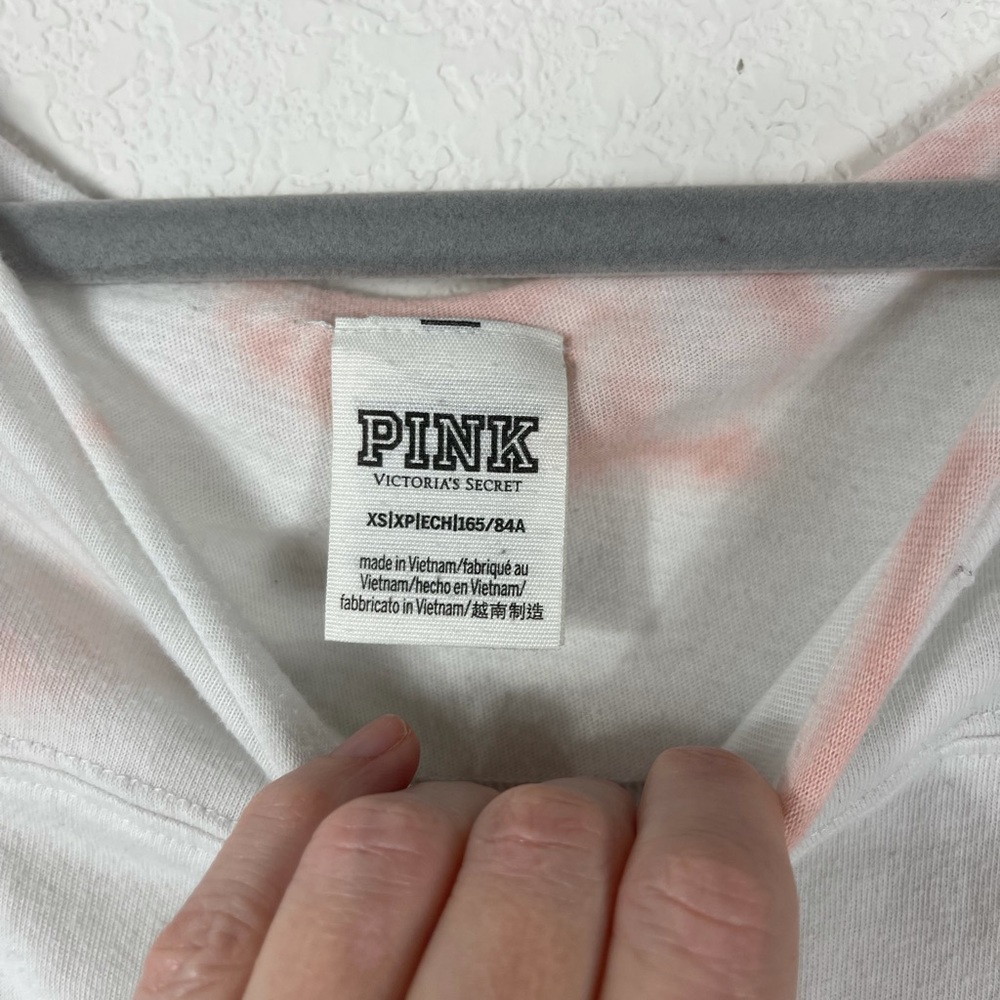 PINK
VICTORIA'S SECRET
XS|XP|ECH|165/84A
made in Vietnam/fabriqué au
Vietnam/hecho en Vietnam/
fabbricato in Vietnam/越南制造